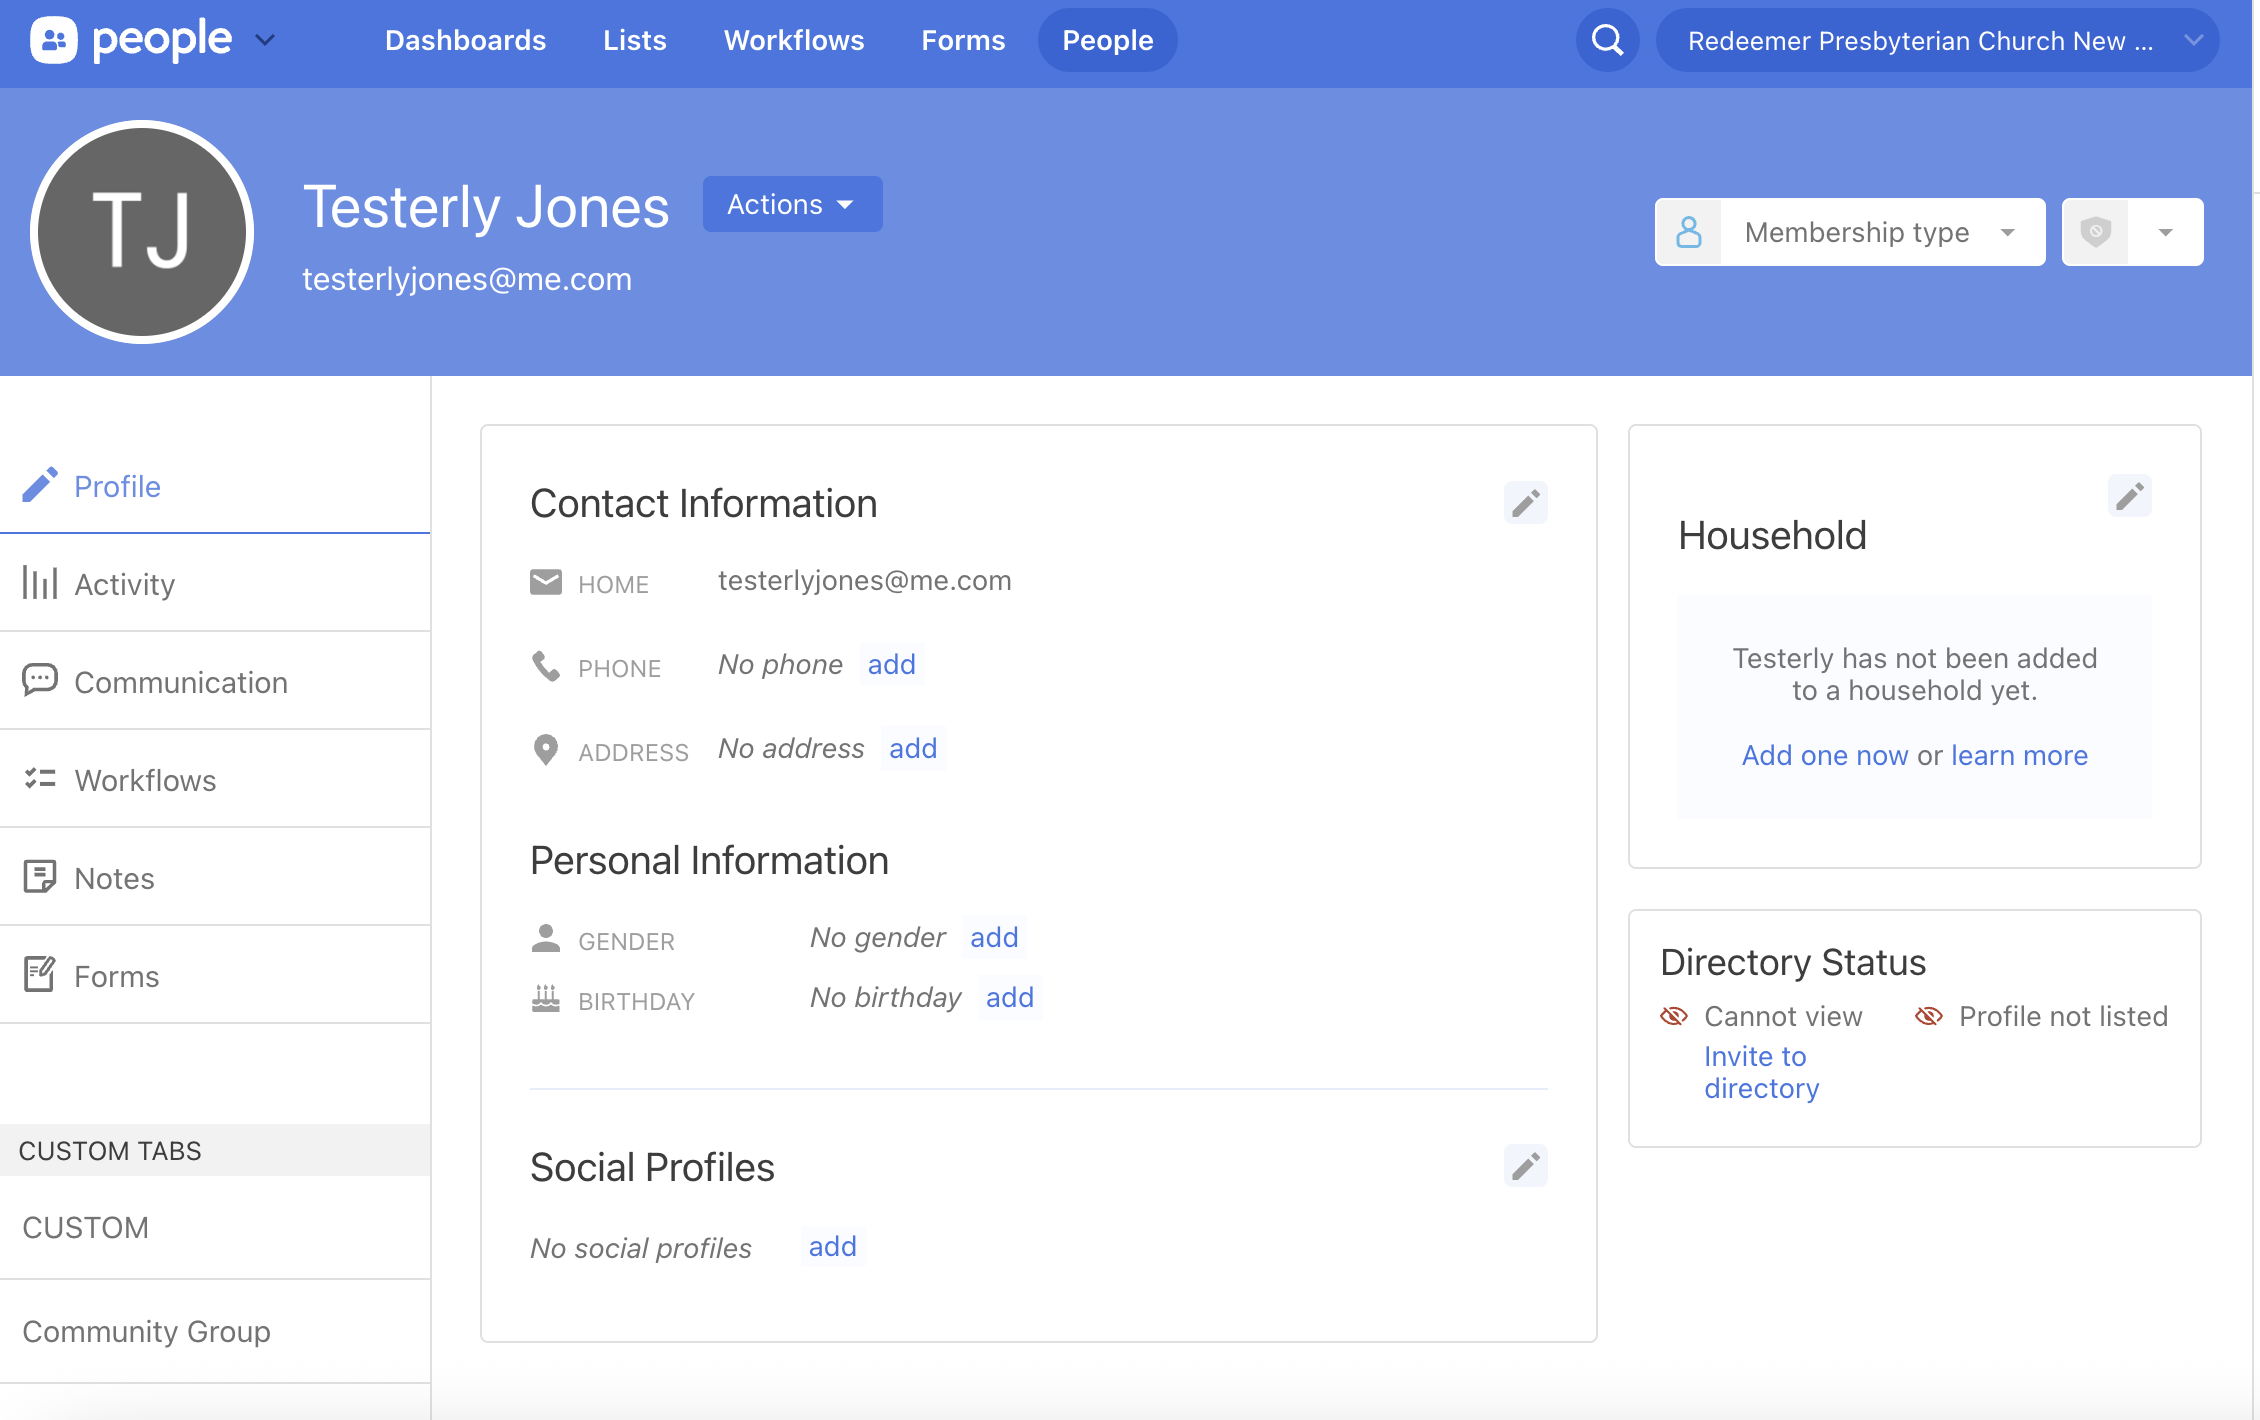 people
Dashboards Lists Workflows Forms People
Redeemer Presbyterian Church New ...
TJ
Testerly Jones
Actions
testerlyjones@me.com
Membership type
Profile
Activity
Communication
Workflows
Notes
Forms
CUSTOM TABS
CUSTOM
Community Group
Contact Information
HOME testerlyjones@me.com
PHONE No phone add
ADDRESS No address add
Personal Information
GENDER No gender add
BIRTHDAY No birthday add
Social Profiles
No social profiles add
Household
Testerly has not been added
to a household yet.
Add one now or learn more
Directory Status
Cannot view Profile not listed
Invite to
directory